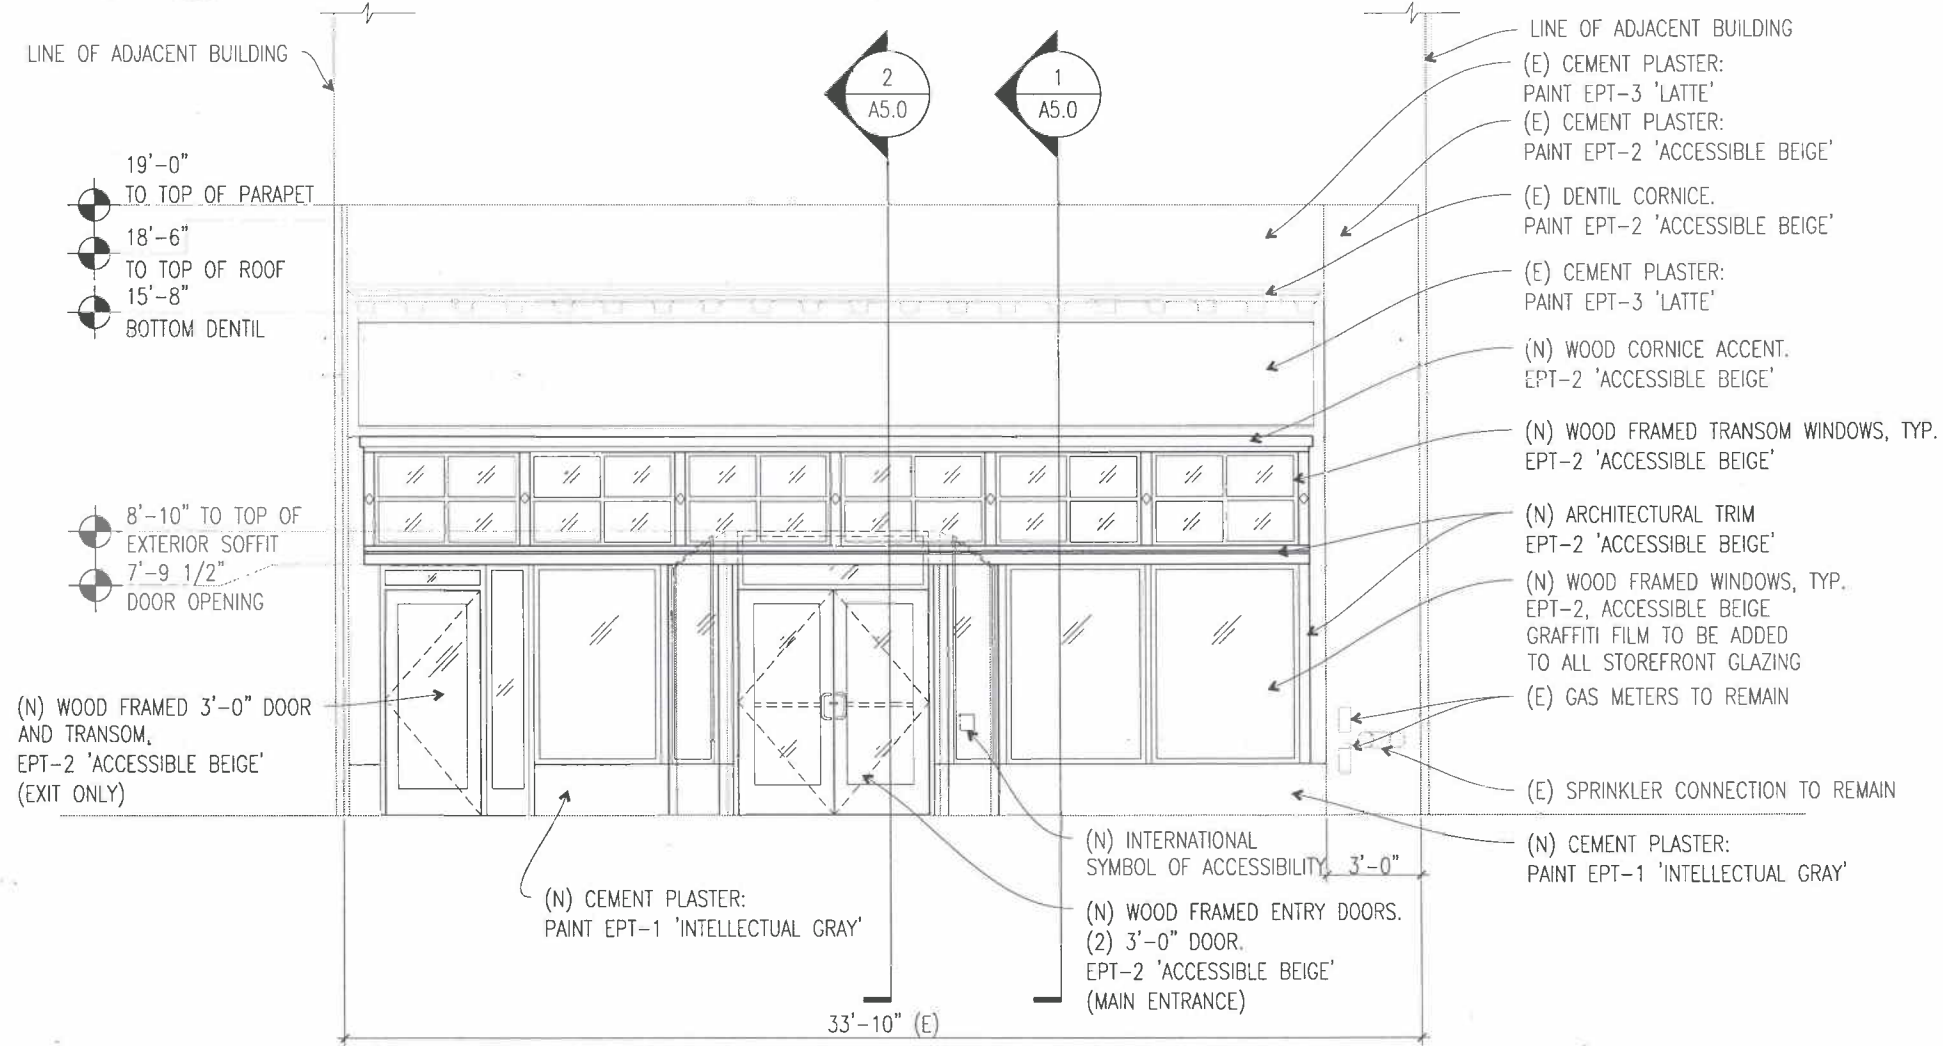 LINE OF ADJACENT BUILDING
2
A5.0
1
A5.0
LINE OF ADJACENT BUILDING
(E) CEMENT PLASTER:
PAINT EPT-3 'LATTE'
(E) CEMENT PLASTER:
PAINT EPT-2 'ACCESSIBLE BEIGE'
(E) DENTIL CORNICE.
PAINT EPT-2 'ACCESSIBLE BEIGE'
(E) CEMENT PLASTER:
PAINT EPT-3 'LATTE'
(N) WOOD CORNICE ACCENT.
EPT-2 'ACCESSIBLE BEIGE'
(N) WOOD FRAMED TRANSOM WINDOWS, TYP.
EPT-2 'ACCESSIBLE BEIGE'
(N) ARCHITECTURAL TRIM
EPT-2 'ACCESSIBLE BEIGE'
(N) WOOD FRAMED WINDOWS, TYP.
EPT-2, ACCESSIBLE BEIGE
GRAFFITI FILM TO BE ADDED
TO ALL STOREFRONT GLAZING
(E) GAS METERS TO REMAIN
(E) SPRINKLER CONNECTION TO REMAIN
(N) CEMENT PLASTER:
PAINT EPT-1 'INTELLECTUAL GRAY'
19'-0"
TO TOP OF PARAPET
18'-6"
TO TOP OF ROOF
15'-8"
BOTTOM DENTIL
8'-10" TO TOP OF
EXTERIOR SOFFIT
7'-9 1/2"
DOOR OPENING
(N) WOOD FRAMED 3'-0" DOOR
AND TRANSOM,
EPT-2 'ACCESSIBLE BEIGE'
(EXIT ONLY)
(N) CEMENT PLASTER:
PAINT EPT-1 'INTELLECTUAL GRAY'
(N) INTERNATIONAL
SYMBOL OF ACCESSIBILITY
3'-0"
(N) WOOD FRAMED ENTRY DOORS.
(2) 3'-0" DOOR.
EPT-2 'ACCESSIBLE BEIGE'
(MAIN ENTRANCE)
33'-10" (E)